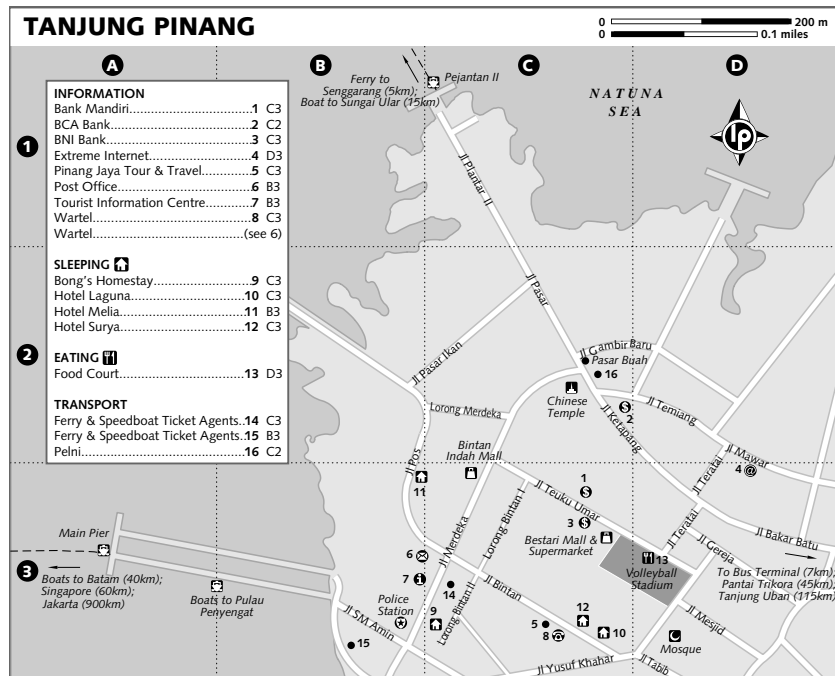 TANJUNG PINANG
0 200 m
0 0.1 miles
A
B
C
D
1
2
3
INFORMATION
Bank Mandiri..............................1 C3
BCA Bank..................................2 C2
BNI Bank..................................3 C3
Extreme Internet..........................4 D3
Pinang Jaya Tour & Travel.................5 C3
Post Office...............................6 B3
Tourist Information Centre................7 B3
Wartel....................................8 C3
Wartel................................(see 6)
SLEEPING
Bong's Homestay...........................9 C3
Hotel Laguna.............................10 C3
Hotel Melia..............................11 B3
Hotel Surya..............................12 C3
EATING
Food Court...............................13 D3
TRANSPORT
Ferry & Speedboat Ticket Agents..14 C3
Ferry & Speedboat Ticket Agents..15 B3
Pelni....................................16 C2
Ferry to
Senggarang (5km);
Boat to Sungai Ular (15km)
Pejantan II
NATUNA
SEA
lp
Jl Plantar II
Jl Pasar
Jl Pasar Ikan
Jl Gambir Baru
Pasar Buah
16
Chinese
Temple
Lorong Merdeka
Jl Ketapang
2
Jl Temiang
Jl Mawar
4 @
Jl Teratai
Bintan
Indah Mall
Jl Pos
11
1
Jl Teuku Umar
3
Bestari Mall &
Supermarket
Lorong Bintan I
Jl Merdeka
Jl Teratai
Jl Bakar Batu
Jl Gereja
13
Volleyball
Stadium
To Bus Terminal (7km);
Pantai Trikora (45km);
Tanjung Uban (115km)
Main Pier
Boats to Batam (40km);
Singapore (60km);
Jakarta (900km)
Boats to Pulau
Penyengat
6
7
14
Police
Station
9
Lorong Bintan II
Jl Bintan
Jl SM Amin
15
12
5
8
10
Jl Mesjid
Mosque
Jl Yusuf Khahar
Jl Tabib